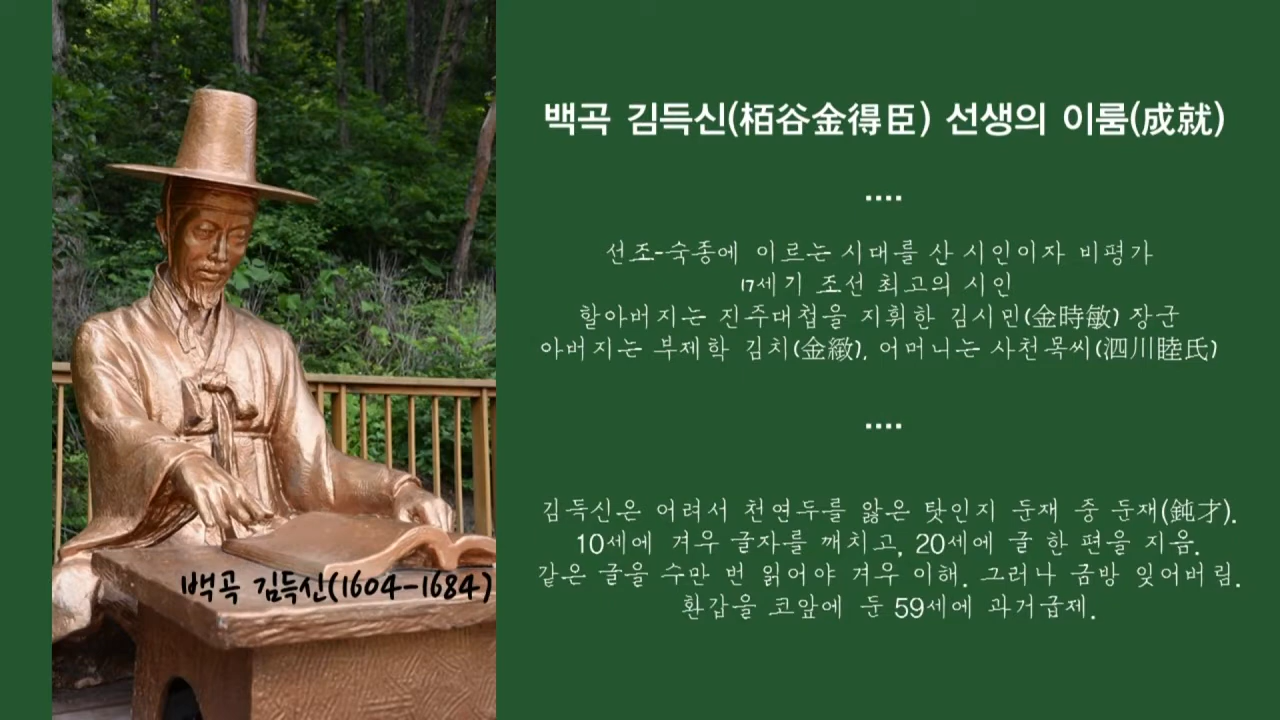 백곡 김득신(栢谷金得臣) 선생의 이룸(成就)
선조-숙종에 이르는 시대를 산 시인이자 비평가
17세기 조선 최고의 시인
할아버지는 진주대첩을 지휘한 김시민(金時敏) 장군
아버지는 부제학 김치(金緻), 어머니는 사천목씨(泗川睦氏)
김득신은 어려서 천연두를 앓은 탓인지 둔재 중 둔재(鈍才).
10세에 겨우 글자를 깨치고, 20세에 글 한 편을 지음.
같은 글을 수만 번 읽어야 겨우 이해. 그러나 금방 잊어버림.
환갑을 코앞에 둔 59세에 과거급제.
백곡 김득신(1604-1684)